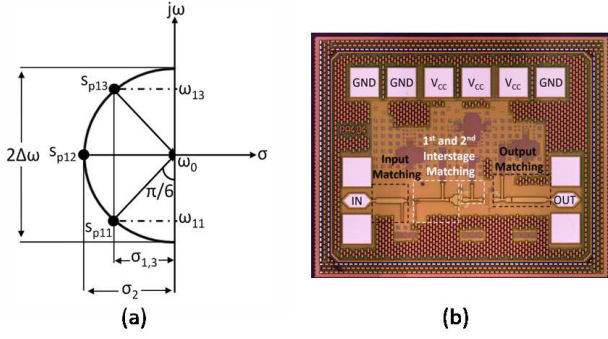 jω
s_p13
ω_13
2Δω
s_p12
ω_0
σ
π/6
s_p11
ω_11
σ_1,3
σ_2
(a)
GND GND V_CC V_CC V_CC GND
1st and 2nd
Interstage
Matching
Input
Matching
Output
Matching
IN
OUT
(b)